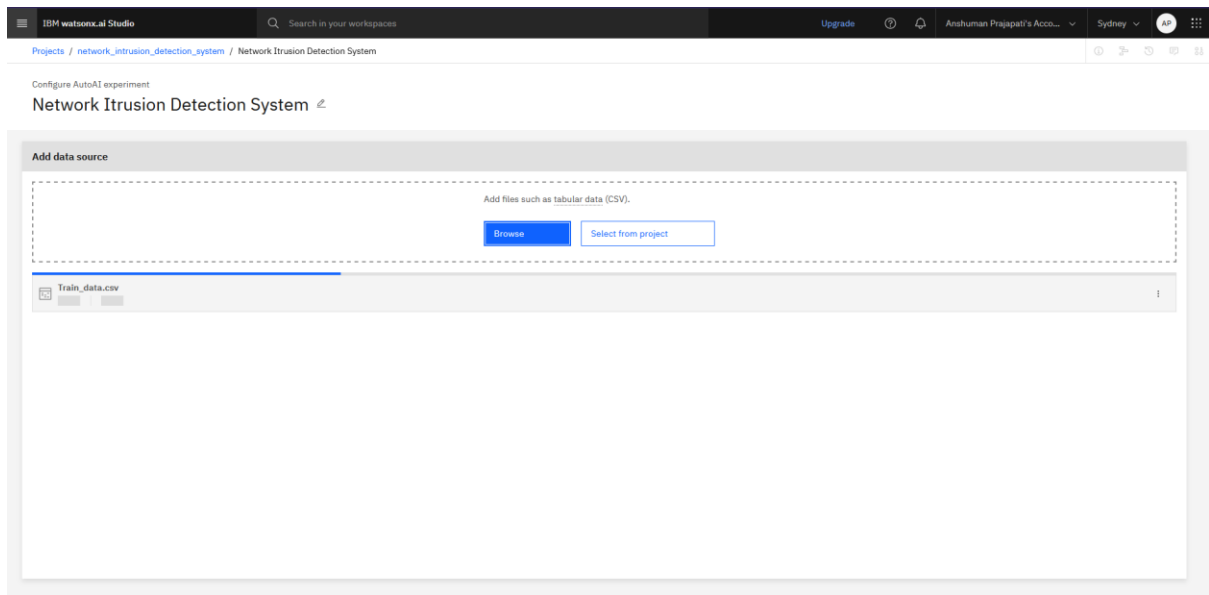 IBM watsonx.ai Studio
Search in your workspaces
Upgrade
Anshuman Prajapati's Acco...
Sydney
AP
Projects / network_intrusion_detection_system / Network Itrusion Detection System
Configure AutoAI experiment
Network Itrusion Detection System
Add data source
Add files such as tabular data (CSV).
Browse
Select from project
Train_data.csv